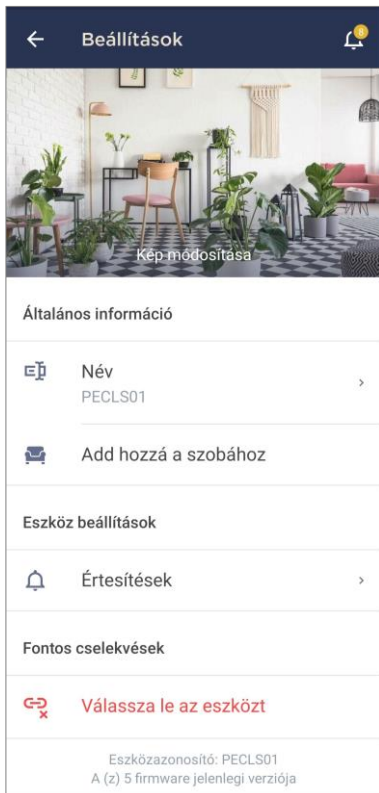 Beállítások
8
Kép módosítása
Általános információ
Név
PECLS01
Add hozzá a szobához
Eszköz beállítások
Értesítések
Fontos cselekvések
Válassza le az eszközt
Eszközazonosító: PECLS01
A (z) 5 firmware jelenlegi verziója